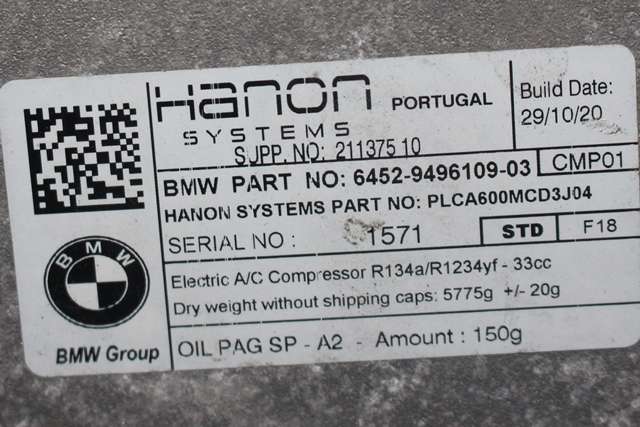 Hanon
SYSTEMS
PORTUGAL
Build Date:
29/10/20
SUPP. NO: 21137510
BMW PART NO: 6452-9496109-03
CMP01
HANON SYSTEMS PART NO: PLCA600MCD3J04
SERIAL NO : 1571
STD
F18
BMW
BMW Group
Electric A/C Compressor R134a/R1234yf - 33cc
Dry weight without shipping caps: 5775g +/- 20g
OIL PAG SP - A2 - Amount : 150g